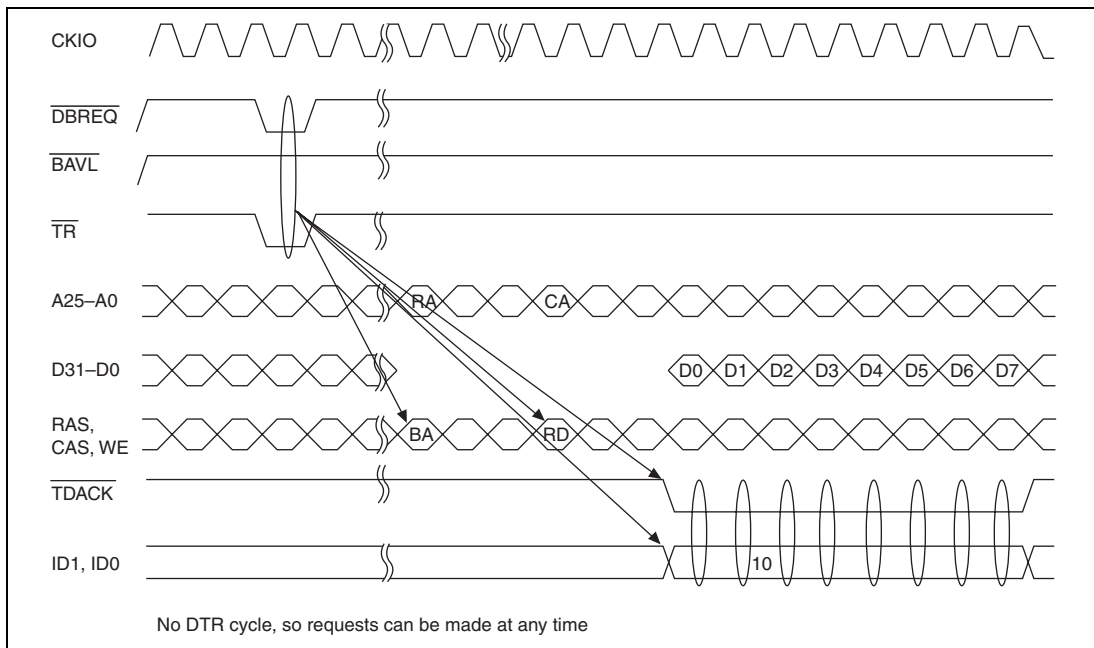 CKIO
DBREQ
BAVL
TR
A25–A0 RA CA
D31–D0 D0 D1 D2 D3 D4 D5 D6 D7
RAS,
CAS, WE BA RD
TDACK
ID1, ID0 10
No DTR cycle, so requests can be made at any time